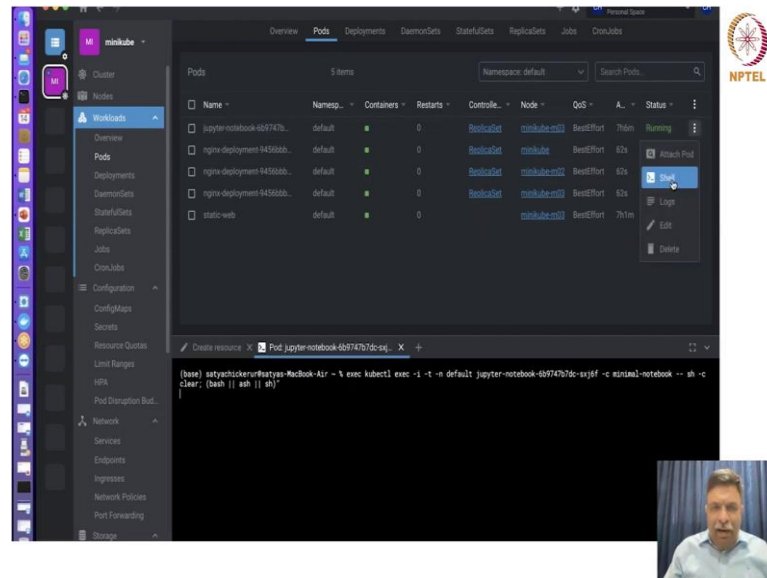 Personal Space
Overview Pods Deployments DaemonSets StatefulSets ReplicaSets Jobs CronJobs
NPTEL
MI minikube
MI
Cluster
Nodes
Workloads
Overview
Pods
Deployments
DaemonSets
StatefulSets
ReplicaSets
Jobs
CronJobs
Configuration
ConfigMaps
Secrets
Resource Quotas
Limit Ranges
HPA
Pod Disruption Bud...
Network
Services
Endpoints
Ingresses
Network Policies
Port Forwarding
Storage
Pods 5 items Namespace: default Search Pods...
Name Namesp... Containers Restarts Controlle... Node QoS A... Status
jupyter-notebook-6b9747b... default 0 ReplicaSet minikube-m03 BestEffort 7h6m Running
nginx-deployment-9456bbb... default 0 ReplicaSet minikube BestEffort 62s
nginx-deployment-9456bbb... default 0 ReplicaSet minikube-m02 BestEffort 62s
nginx-deployment-9456bbb... default 0 ReplicaSet minikube-m03 BestEffort 62s
static-web default 0 minikube-m03 BestEffort 7h1m
Attach Pod
Shell
Logs
Edit
Delete
Create resource X Pod: jupyter-notebook-6b9747b7dc-sxj... X +
(base) satyachickerur@satyas-MacBook-Air ~ % exec kubectl exec -i -t -n default jupyter-notebook-6b9747b7dc-sxj6f -c minimal-notebook -- sh -c
clear; (bash || ash || sh)"